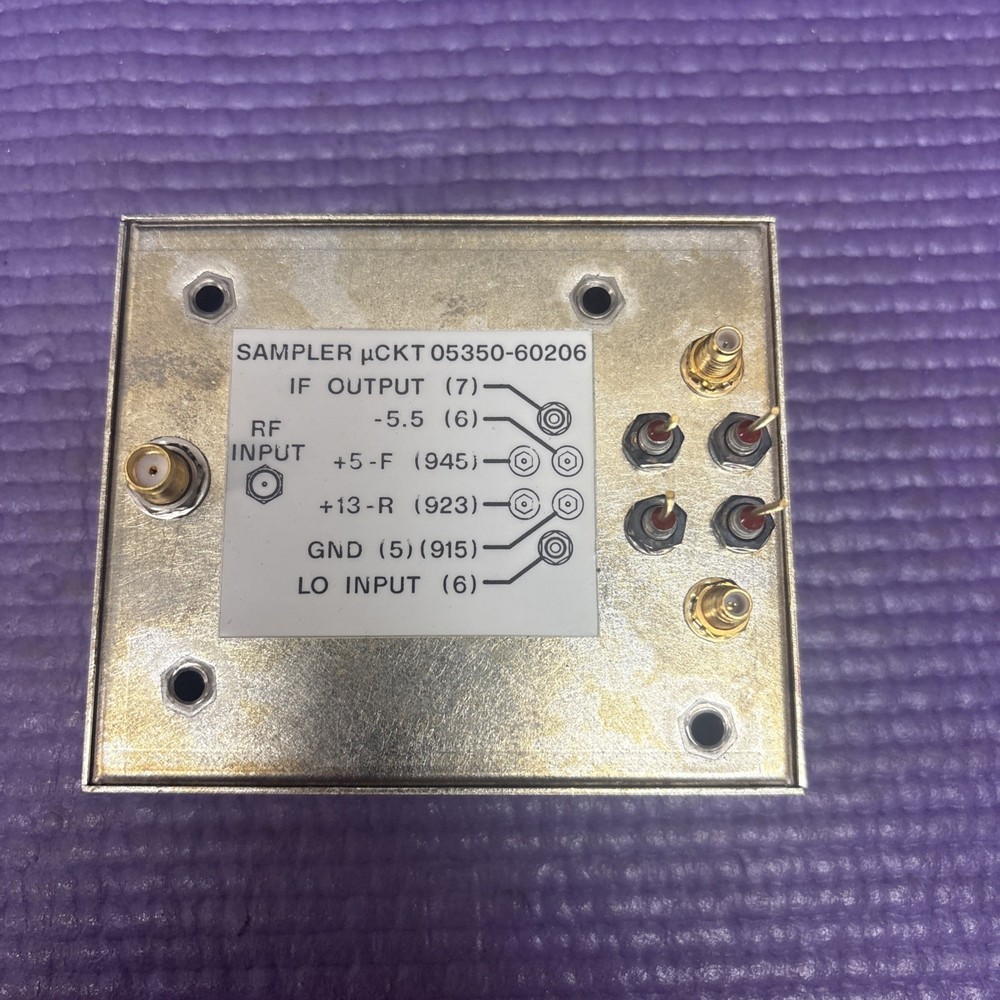 SAMPLER µCKT 05350-60206
IF OUTPUT (7)
-5.5 (6)
RF
INPUT
+5-F (945)
+13-R (923)
GND (5)(915)
LO INPUT (6)